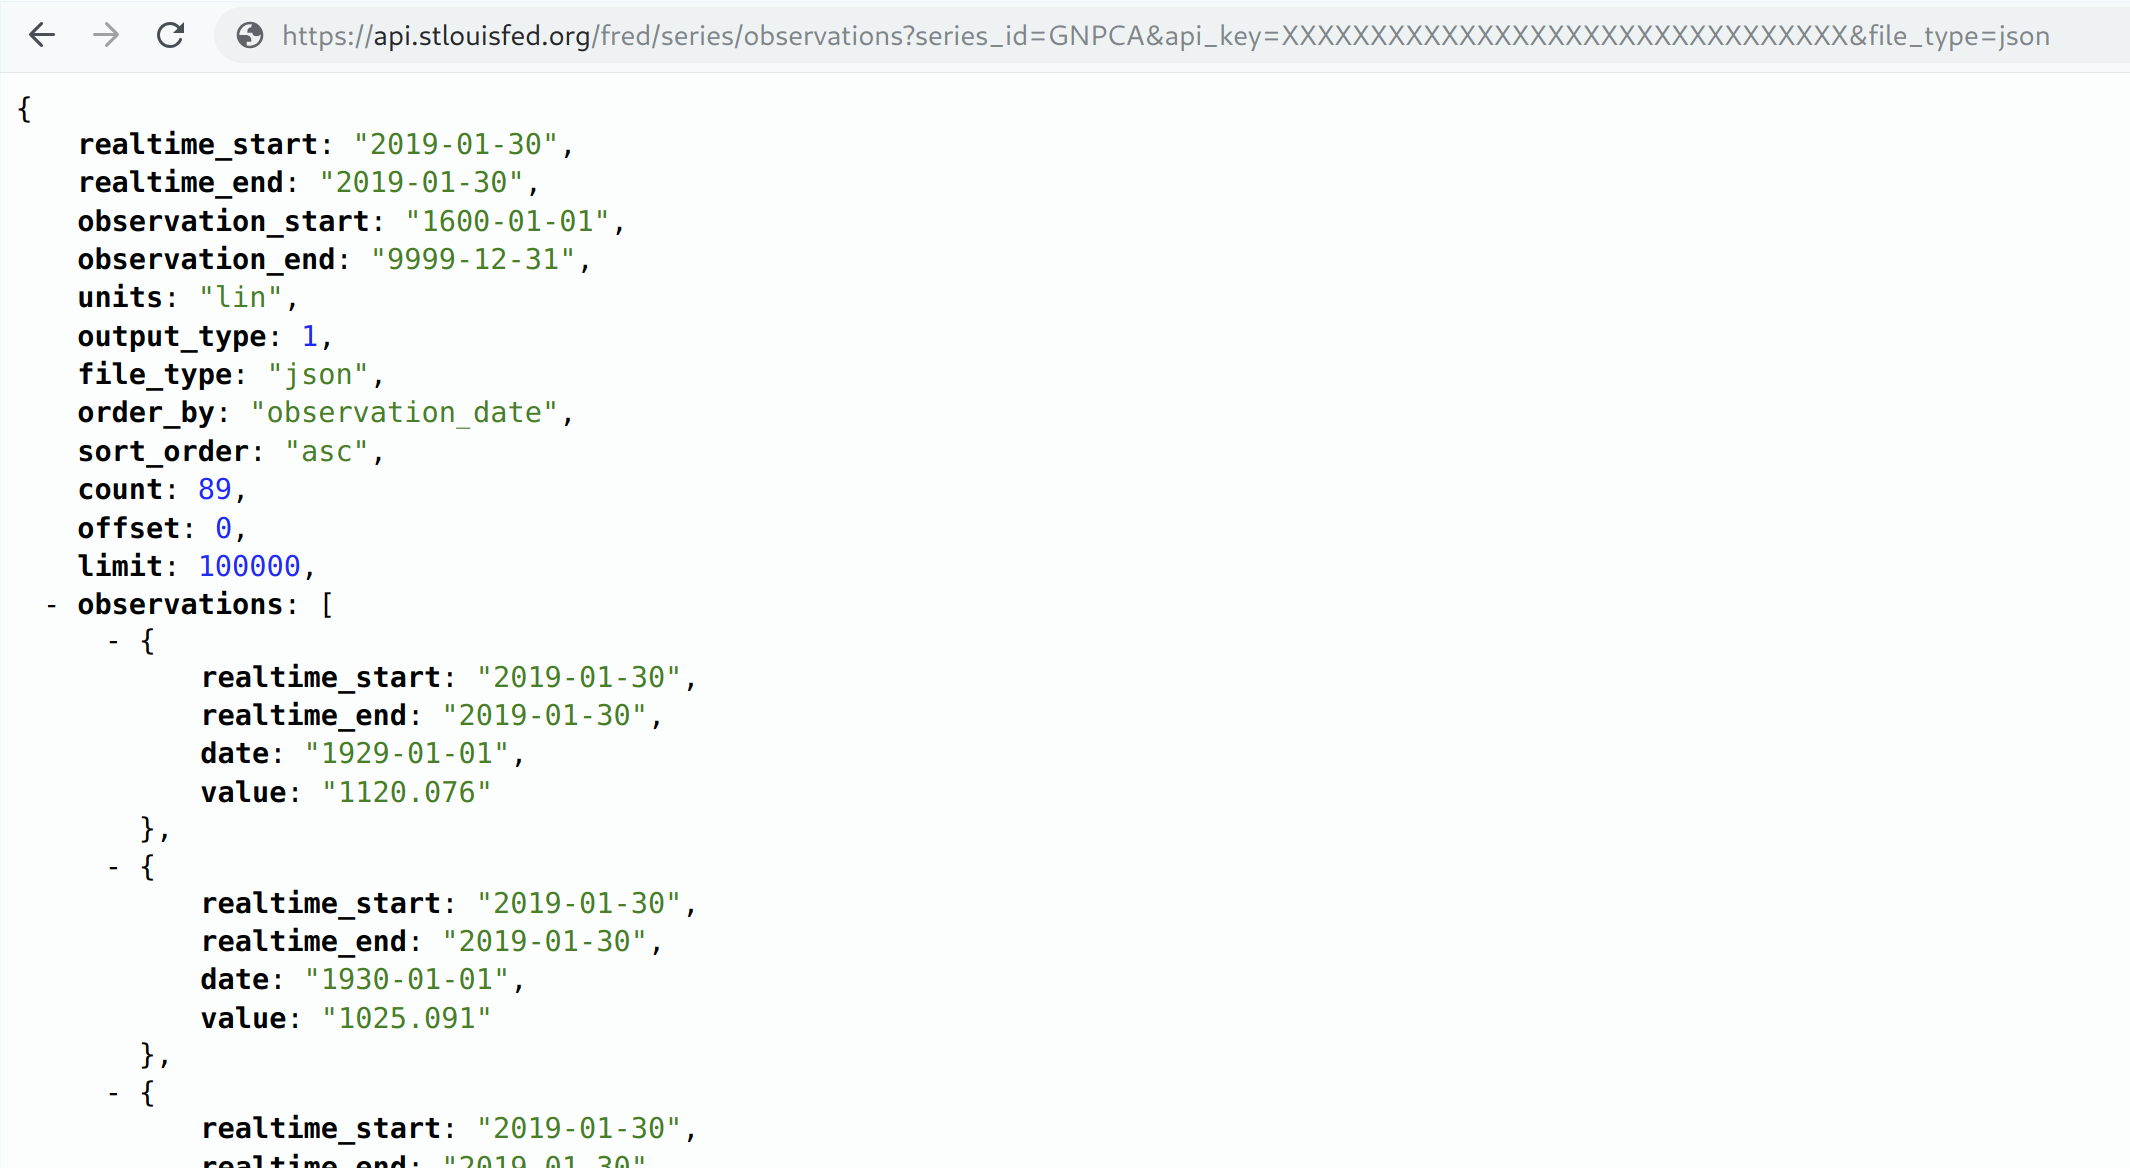 https://api.stlouisfed.org/fred/series/observations?series_id=GNPCA&api_key=XXXXXXXXXXXXXXXXXXXXXXXXXXXXXXXX&file_type=json
{
realtime_start: "2019-01-30",
realtime_end: "2019-01-30",
observation_start: "1600-01-01",
observation_end: "9999-12-31",
units: "lin",
output_type: 1,
file_type: "json",
order_by: "observation_date",
sort_order: "asc",
count: 89,
offset: 0,
limit: 100000,
- observations: [
- {
realtime_start: "2019-01-30",
realtime_end: "2019-01-30",
date: "1929-01-01",
value: "1120.076"
},
- {
realtime_start: "2019-01-30",
realtime_end: "2019-01-30",
date: "1930-01-01",
value: "1025.091"
},
- {
realtime_start: "2019-01-30",
realtime_end: "2019-01-30"